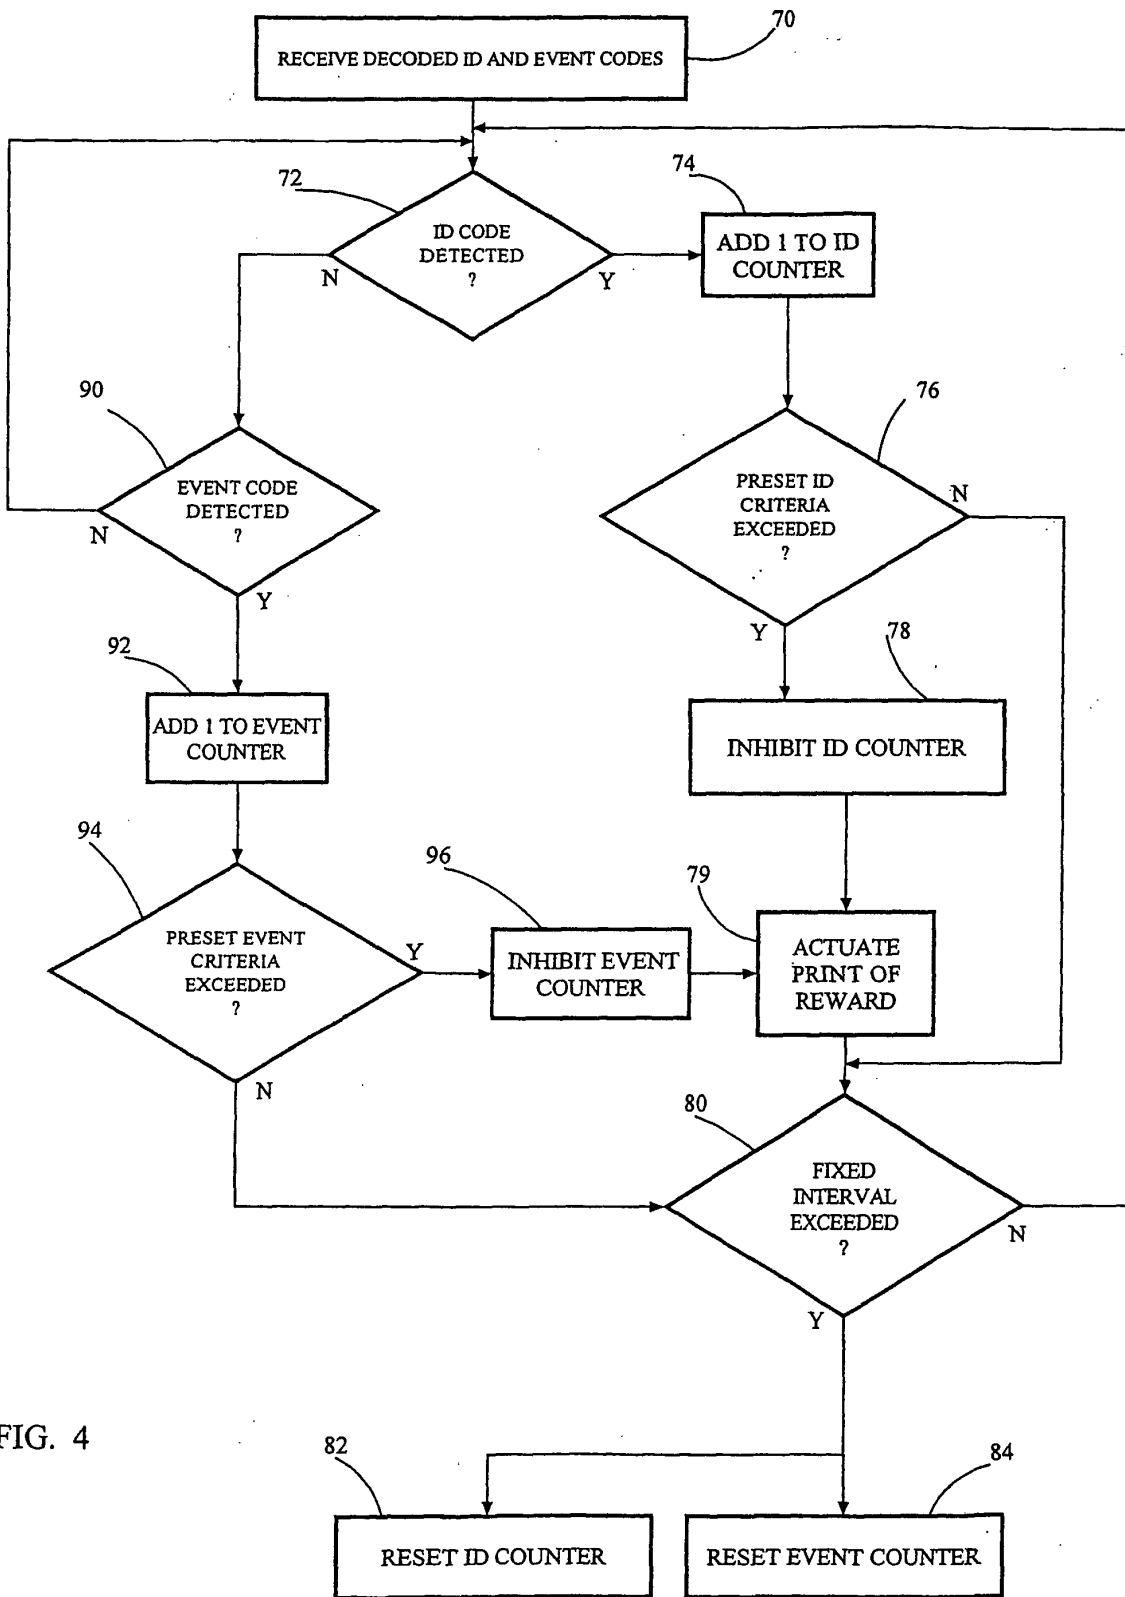 70
RECEIVE DECODED ID AND EVENT CODES
72
ID CODE
DETECTED
?
N
Y
74
ADD 1 TO ID
COUNTER
90
EVENT CODE
DETECTED
?
N
Y
76
PRESET ID
CRITERIA
EXCEEDED
?
N
Y
92
ADD 1 TO EVENT
COUNTER
78
INHIBIT ID COUNTER
94
PRESET EVENT
CRITERIA
EXCEEDED
?
Y
N
96
INHIBIT EVENT
COUNTER
79
ACTUATE
PRINT OF
REWARD
80
FIXED
INTERVAL
EXCEEDED
?
N
Y
FIG. 4
82
RESET ID COUNTER
84
RESET EVENT COUNTER